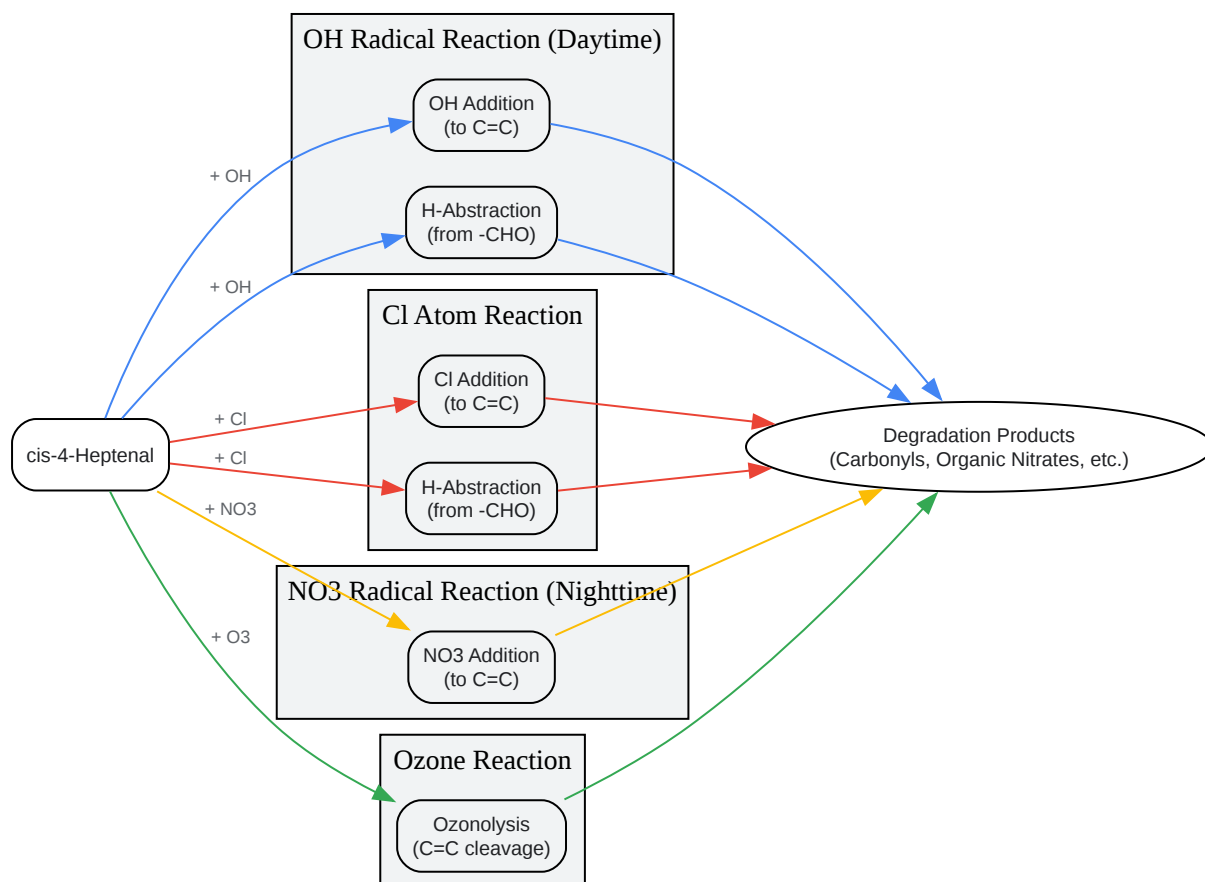 OH Radical Reaction (Daytime)
OH Addition
(to C=C)
+ OH
H-Abstraction
(from -CHO)
+ OH
Cl Atom Reaction
Cl Addition
(to C=C)
+ Cl
cis-4-Heptenal
+ Cl
H-Abstraction
(from -CHO)
Degradation Products
(Carbonyls, Organic Nitrates, etc.)
+ NO3
NO3 Radical Reaction (Nighttime)
NO3 Addition
(to C=C)
+ O3
Ozone Reaction
Ozonolysis
(C=C cleavage)